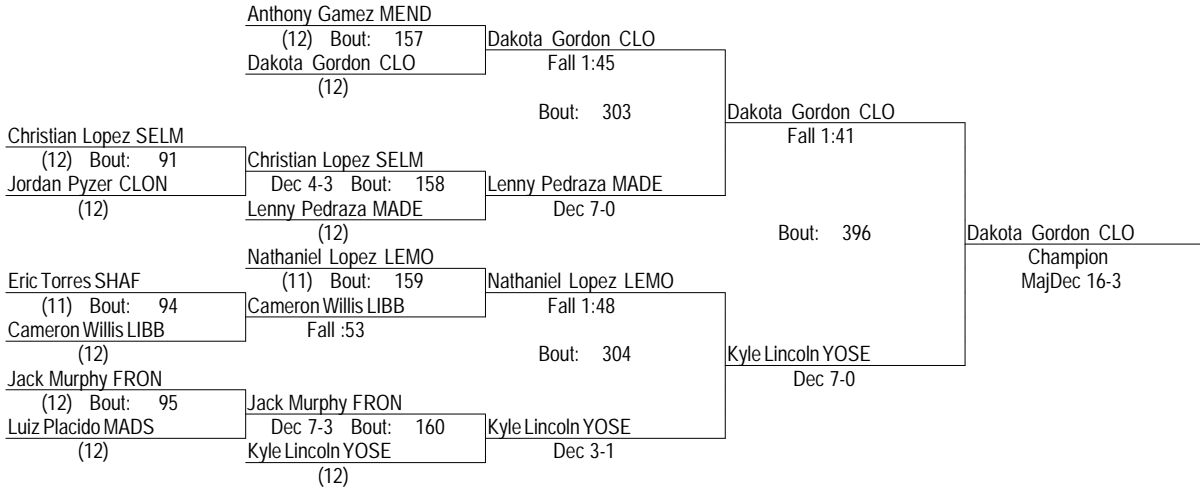 Anthony Gamez MEND
(12) Bout: 157
Dakota Gordon CLO
(12)
Christian Lopez SELM
(12) Bout: 91
Jordan Pyzer CLON
(12)
Christian Lopez SELM
Dec 4-3 Bout: 158
Lenny Pedraza MADE
(12)
Eric Torres SHAF
(11) Bout: 94
Cameron Willis LIBB
(12)
Nathaniel Lopez LEMO
(11) Bout: 159
Cameron Willis LIBB
Fall :53
Jack Murphy FRON
(12) Bout: 95
Luiz Placido MADS
(12)
Jack Murphy FRON
Dec 7-3 Bout: 160
Kyle Lincoln YOSE
(12)
Dakota Gordon CLO
Fall 1:45
Bout: 303
Lenny Pedraza MADE
Dec 7-0
Nathaniel Lopez LEMO
Fall 1:48
Bout: 304
Kyle Lincoln YOSE
Dec 3-1
Dakota Gordon CLO
Fall 1:41
Bout: 396
Kyle Lincoln YOSE
Dec 7-0
Dakota Gordon CLO
Champion
MajDec 16-3